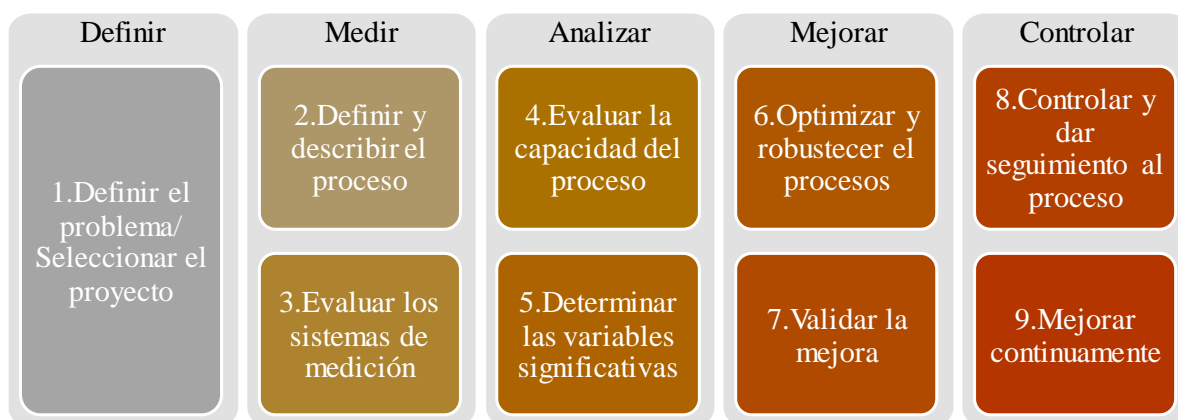 Definir
1.Definir el
problema/
Seleccionar el
proyecto
Medir
2.Definir y
describir el
proceso
3.Evaluar los
sistemas de
medición
Analizar
4.Evaluar la
capacidad del
proceso
5.Determinar
las variables
significativas
Mejorar
6.Optimizar y
robustecer el
procesos
7.Validar la
mejora
Controlar
8.Controlar y
dar
seguimiento al
proceso
9.Mejorar
continuamente